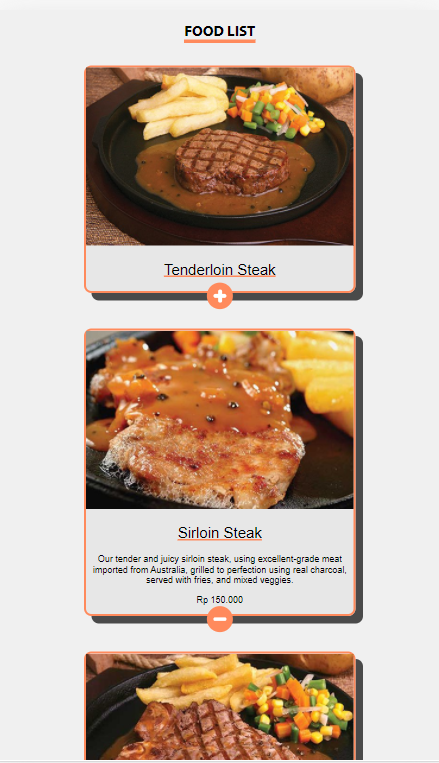 FOOD LIST
Tenderloin Steak
Sirloin Steak
Our tender and juicy sirloin steak, using excellent-grade meat
imported from Australia, grilled to perfection using real charcoal,
served with fries, and mixed veggies.
Rp 150.000